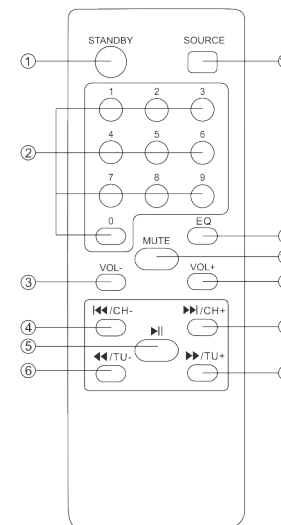 STANDBY SOURCE
①
1 2 3
②
4 5 6
7 8 9
0 EQ
MUTE
VOL- VOL+
③
|◀◀/CH- ▶▶|/CH+
④
▶||
⑤
◀◀/TU- ▶▶/TU+
⑥